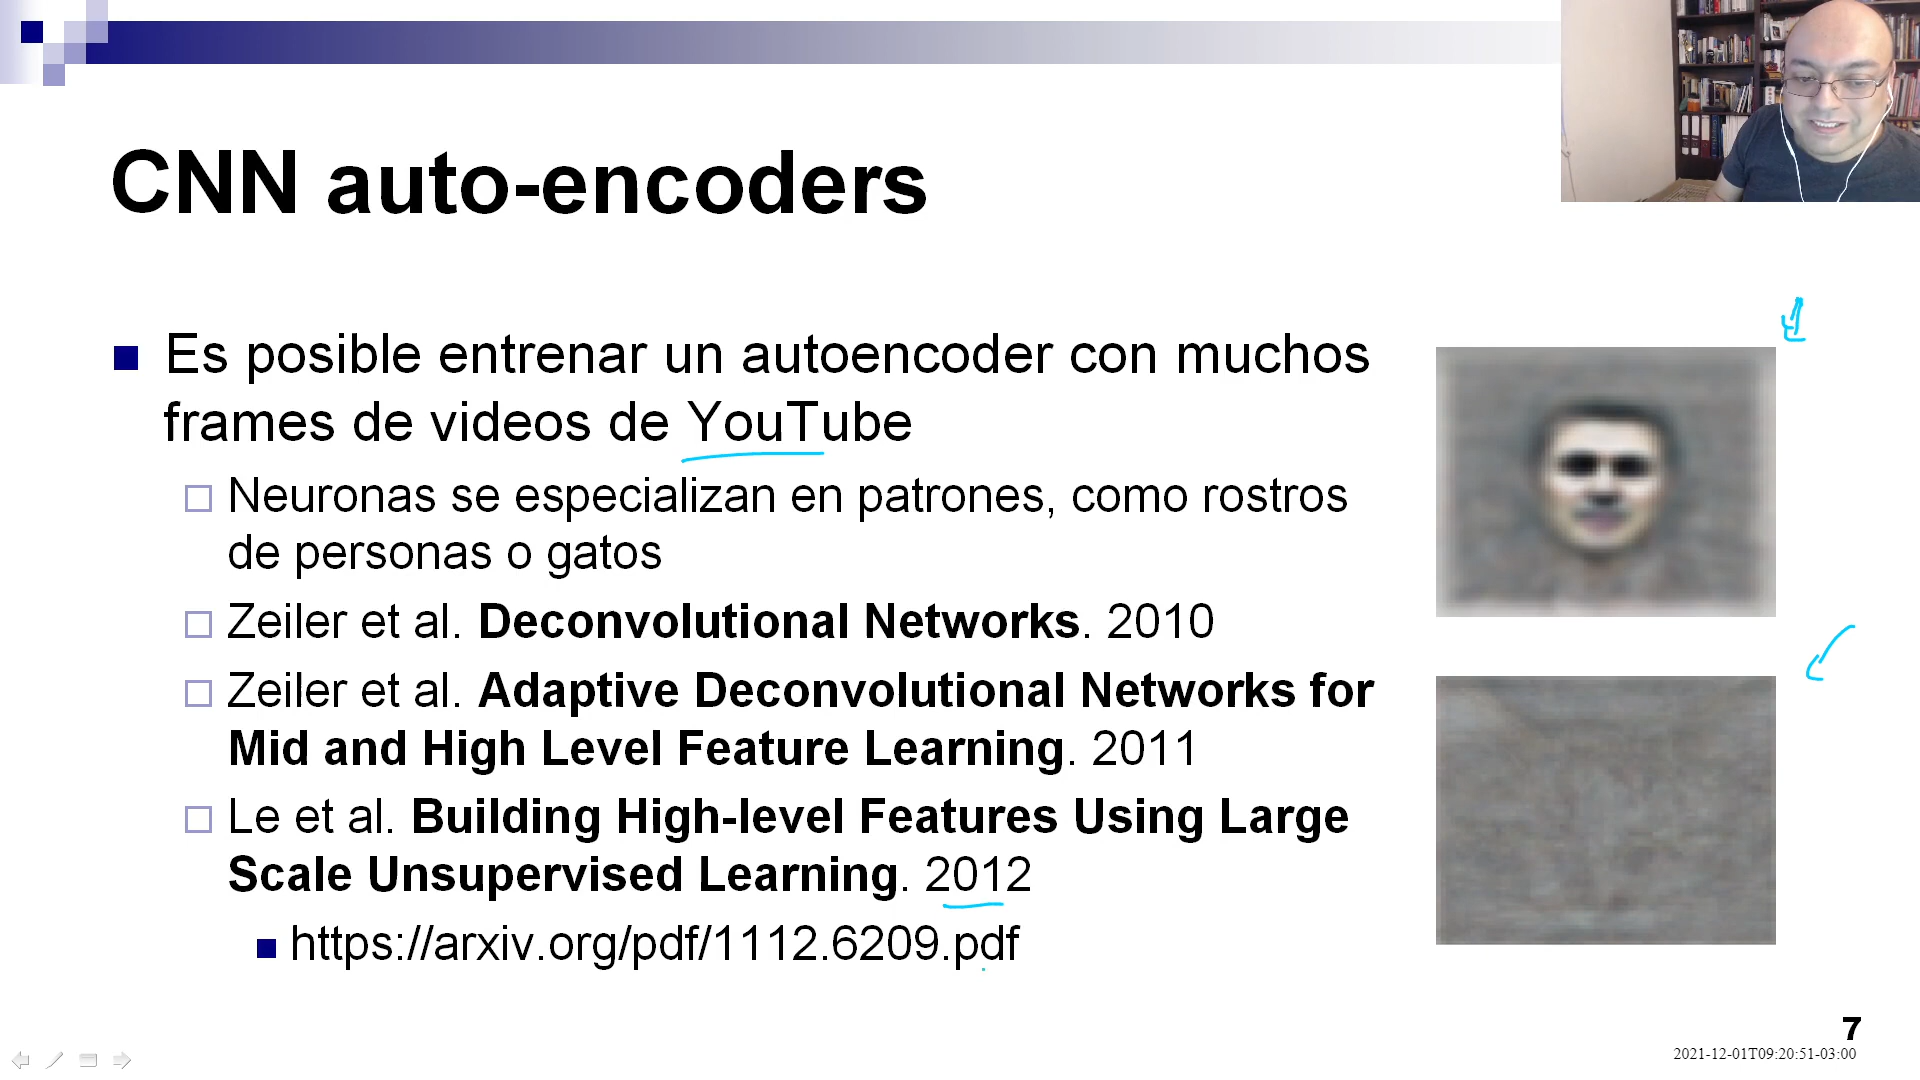 CNN auto-encoders
Es posible entrenar un autoencoder con muchos
frames de videos de YouTube
Neuronas se especializan en patrones, como rostros
de personas o gatos
Zeiler et al. Deconvolutional Networks. 2010
Zeiler et al. Adaptive Deconvolutional Networks for
Mid and High Level Feature Learning. 2011
Le et al. Building High-level Features Using Large
Scale Unsupervised Learning. 2012
https://arxiv.org/pdf/1112.6209.pdf
7
2021-12-01T09:20:51-03:00